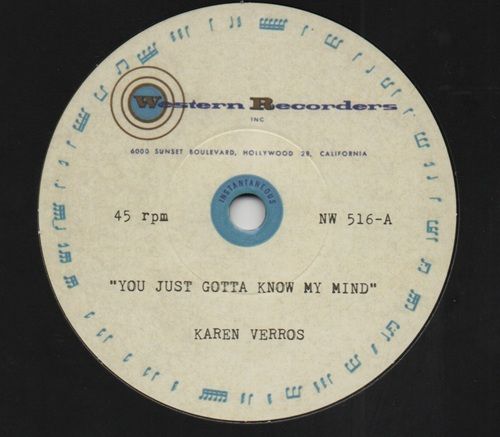 Western Recorders
INC
6000 SUNSET BOULEVARD, HOLLYWOOD 28, CALIFORNIA
INSTANTANEOUS
45 rpm NW 516-A
"YOU JUST GOTTA KNOW MY MIND"
KAREN VERROS